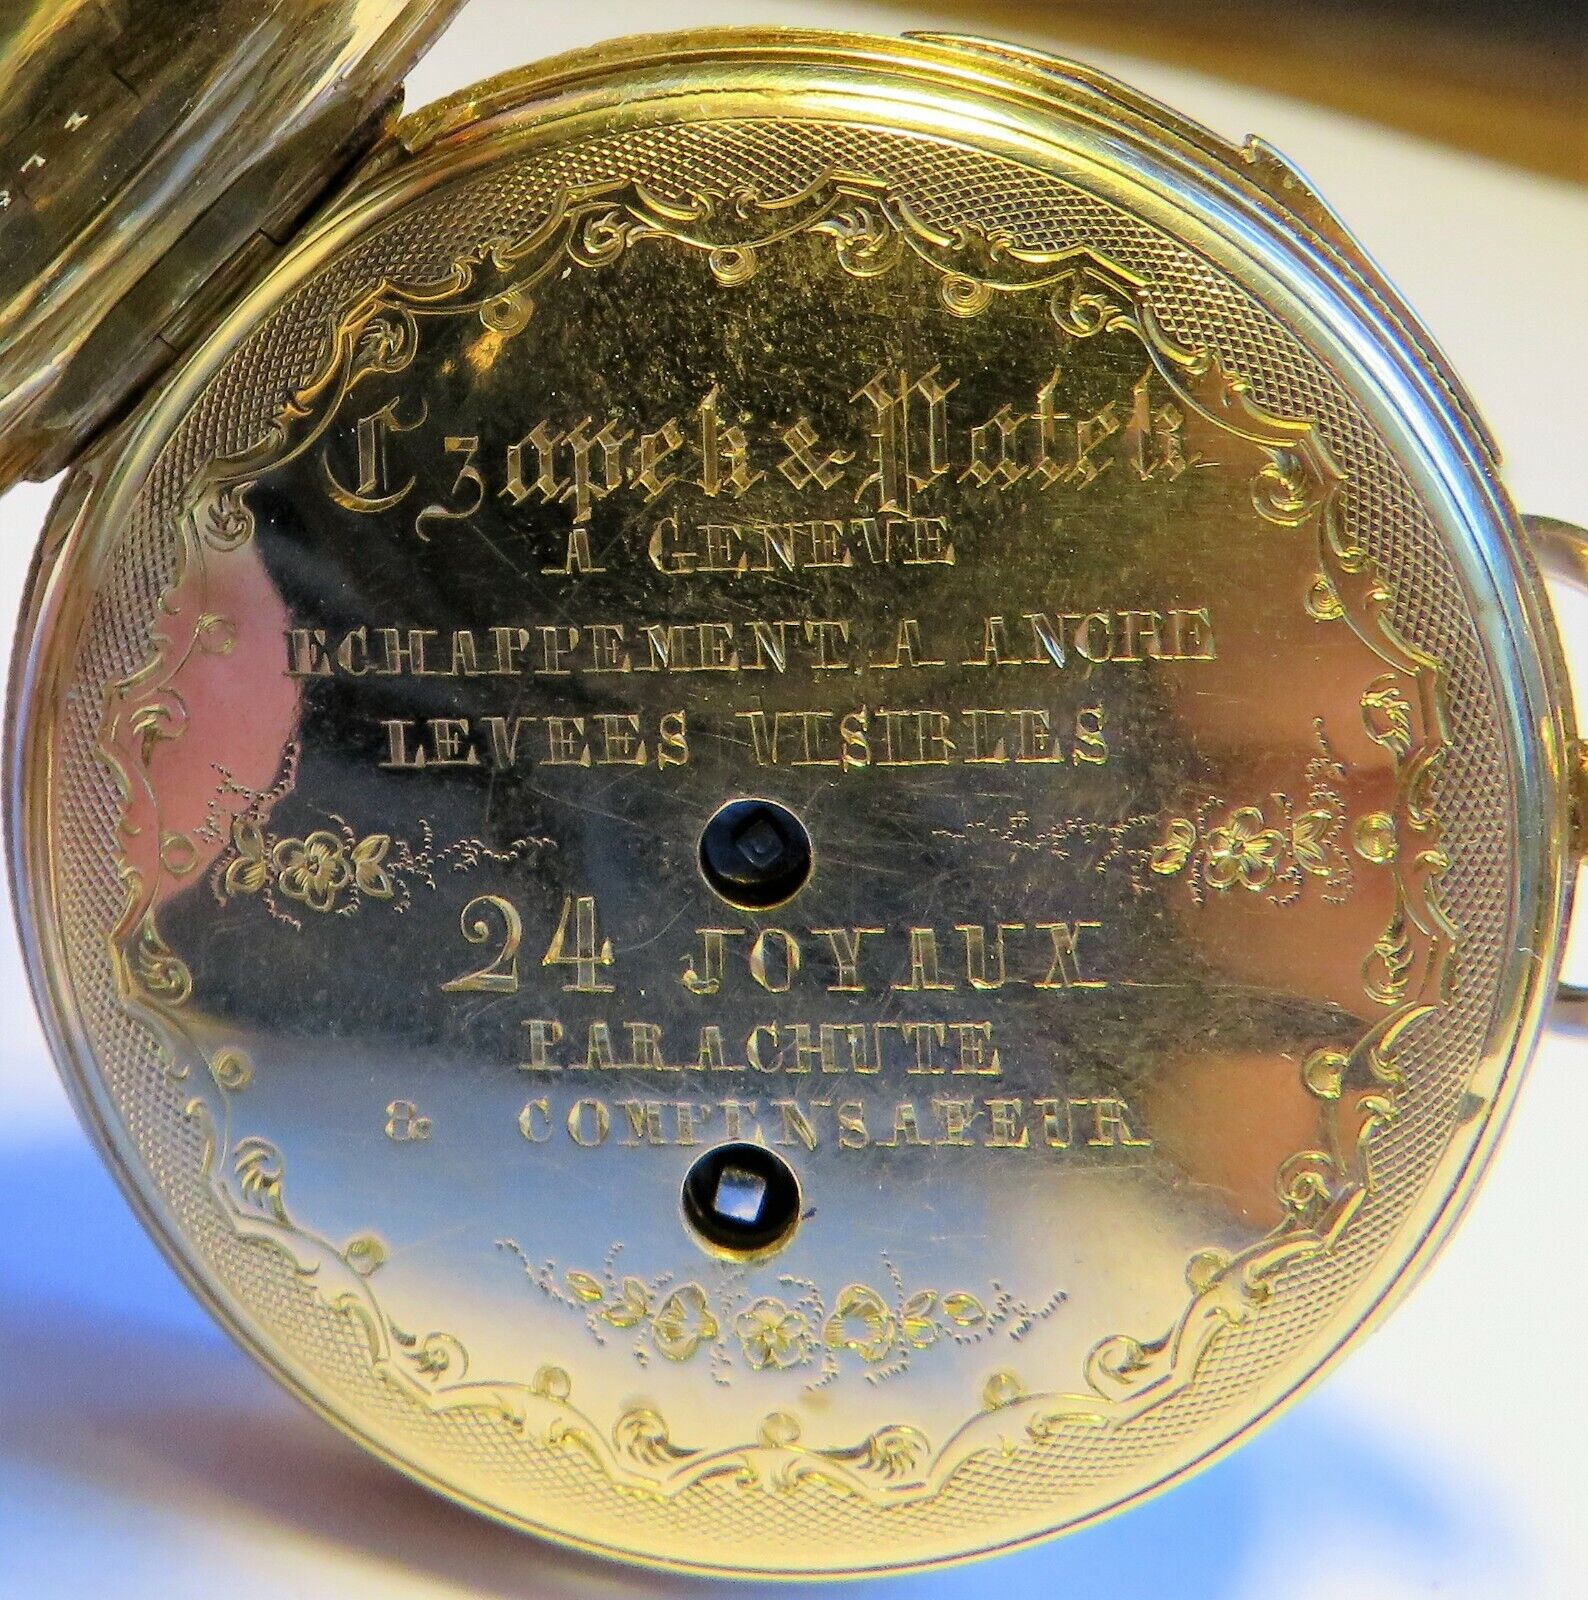 Czapek & Patek
À GENEVE
ECHAPPEMENT A ANCRE
LEVEES VISIBLES
24 JOYAUX
PARACHUTE
& COMPENSATEUR